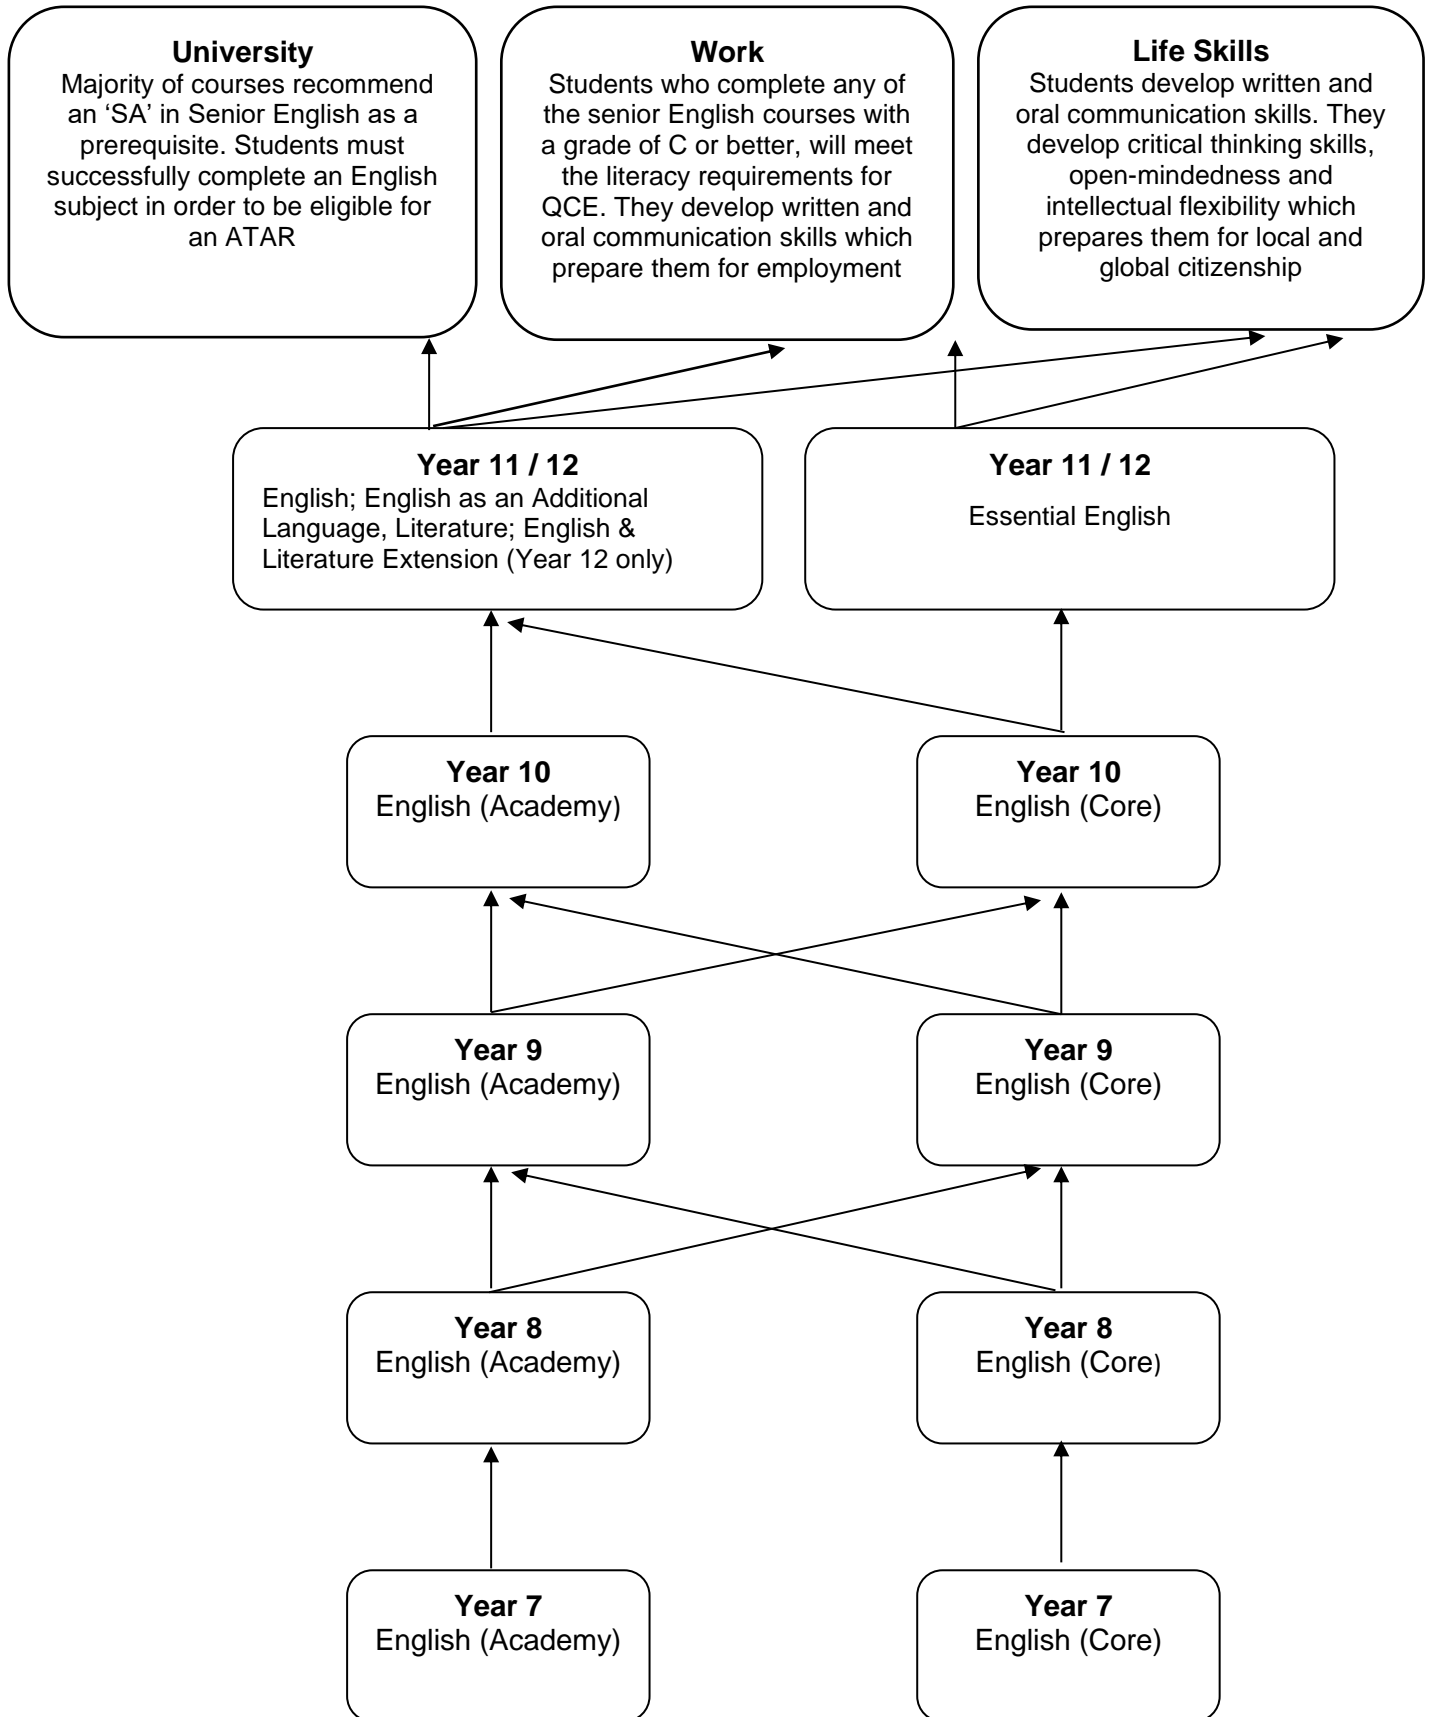 University
Majority of courses recommend
an ‘SA’ in Senior English as a
prerequisite. Students must
successfully complete an English
subject in order to be eligible for
an ATAR
Work
Students who complete any of
the senior English courses with
a grade of C or better, will meet
the literacy requirements for
QCE. They develop written and
oral communication skills which
prepare them for employment
Life Skills
Students develop written and
oral communication skills. They
develop critical thinking skills,
open-mindedness and
intellectual flexibility which
prepares them for local and
global citizenship
Year 11 / 12
English; English as an Additional
Language, Literature; English &
Literature Extension (Year 12 only)
Year 11 / 12
Essential English
Year 10
English (Academy)
Year 10
English (Core)
Year 9
English (Academy)
Year 9
English (Core)
Year 8
English (Academy)
Year 8
English (Core)
Year 7
English (Academy)
Year 7
English (Core)